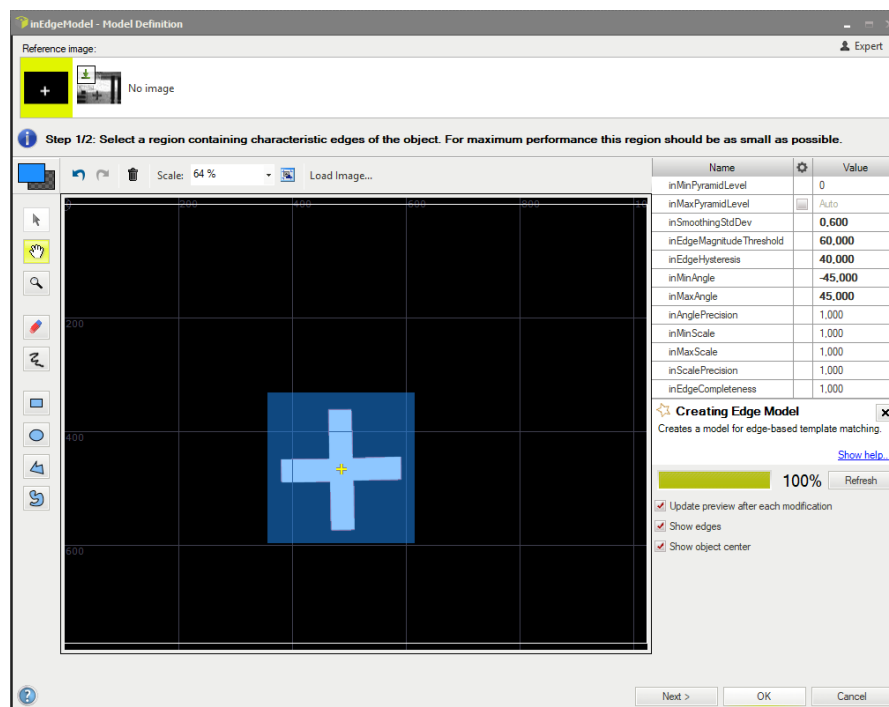 inEdgeModel - Model Definition
Reference image:
Expert
No image
Step 1/2: Select a region containing characteristic edges of the object. For maximum performance this region should be as small as possible.
Scale: 64 %
Load Image...
0 200 400 600 800 10
200
400
600
Name Value
inMinPyramidLevel 0
inMaxPyramidLevel Auto
inSmoothingStdDev 0,600
inEdgeMagnitudeThreshold 60,000
inEdgeHysteresis 40,000
inMinAngle -45,000
inMaxAngle 45,000
inAnglePrecision 1,000
inMinScale 1,000
inMaxScale 1,000
inScalePrecision 1,000
inEdgeCompleteness 1,000
Creating Edge Model
Creates a model for edge-based template matching.
Show help..
100% Refresh
Update preview after each modification
Show edges
Show object center
Next > OK Cancel